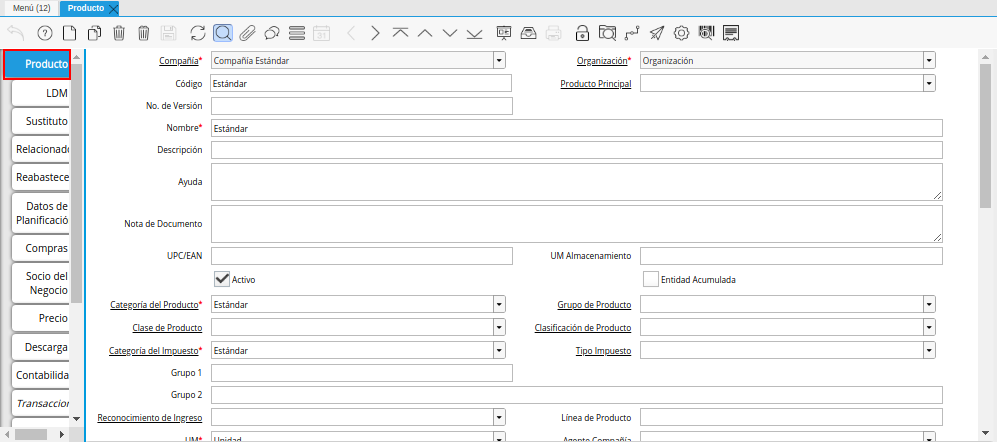 Menú (12) Producto
31
Producto
LDM
Sustituto
Relacionado
Reabastece
Datos de
Planificació
Compras
Socio del
Negocio
Precio
Descarga
Contabilida
Transaccion
Compañía* Compañía Estándar Organización* Organización
Código Estándar Producto Principal
No. de Versión
Nombre* Estándar
Descripción
Ayuda
Nota de Documento
UPC/EAN UM Almacenamiento
Activo Entidad Acumulada
Categoría del Producto* Estándar Grupo de Producto
Clase de Producto Clasificación de Producto
Categoría del Impuesto* Estándar Tipo Impuesto
Grupo 1
Grupo 2
Reconocimiento de Ingreso Línea de Producto
UM* Unidad Agente Compañía